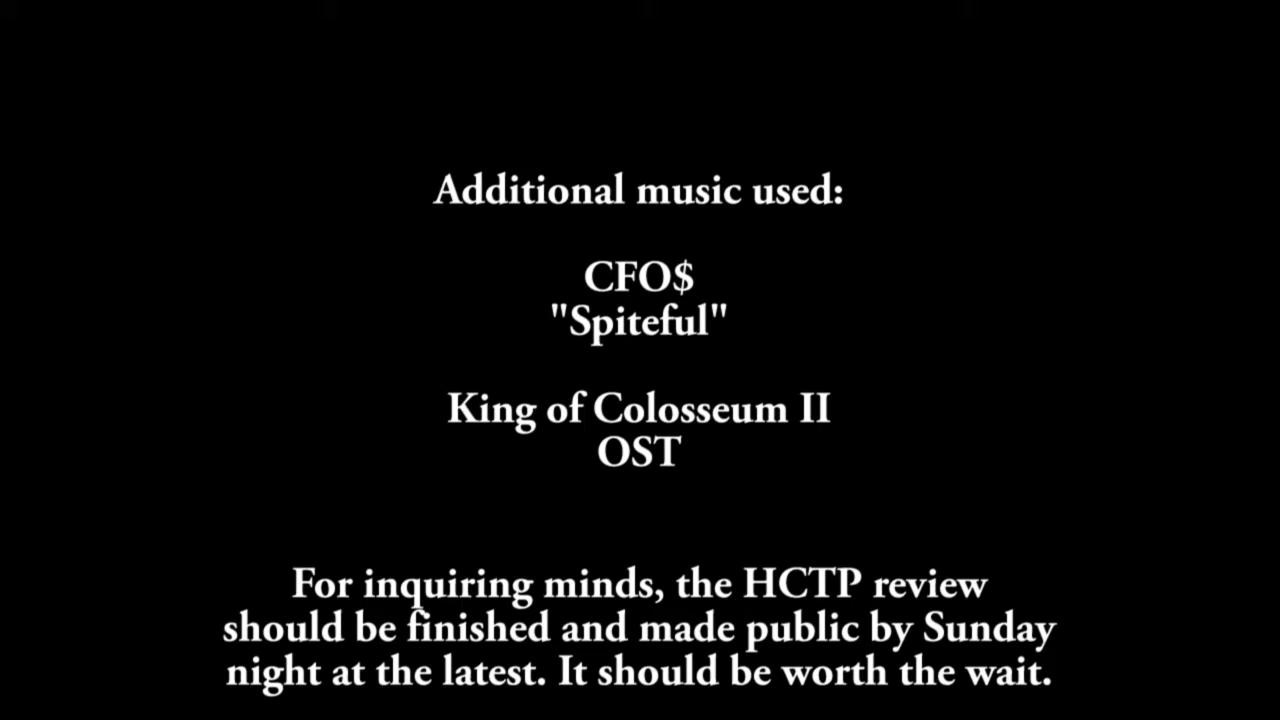 Additional music used:
CFO$
"Spiteful"
King of Colosseum II
OST
For inquiring minds, the HCTP review
should be finished and made public by Sunday
night at the latest. It should be worth the wait.